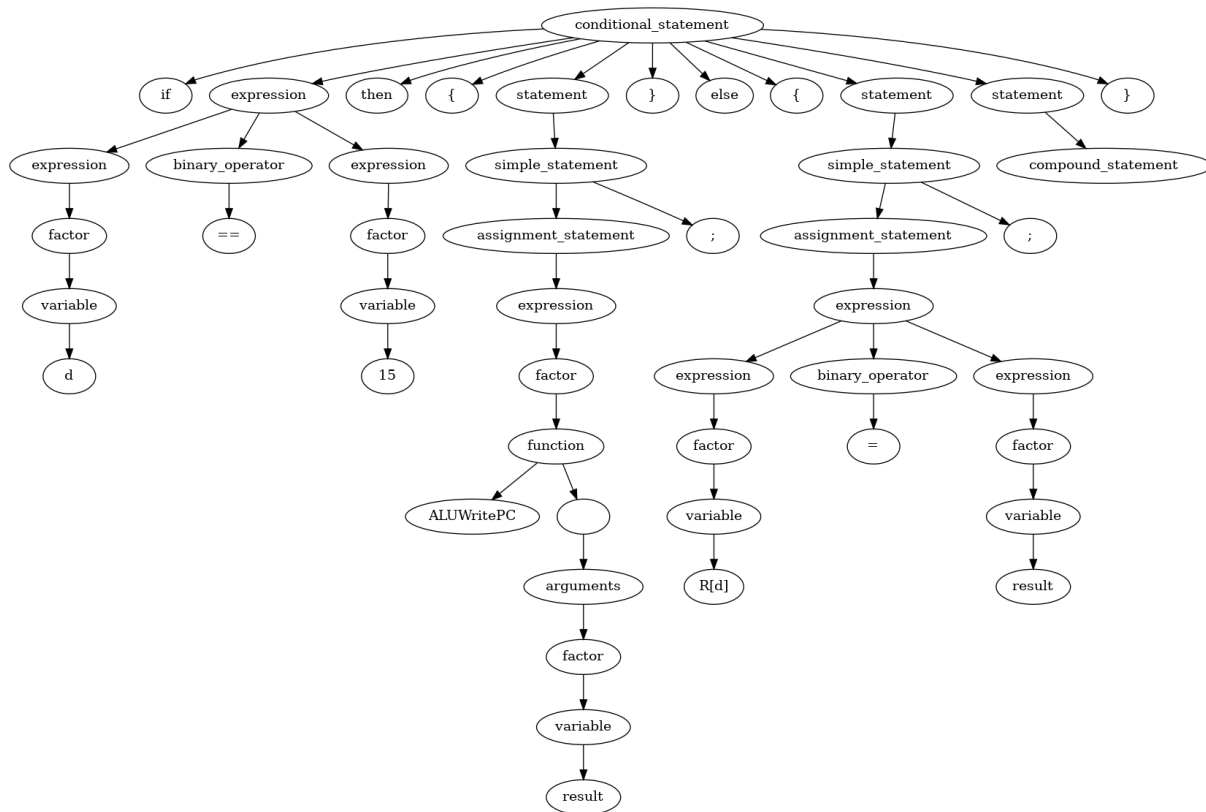 conditional_statement
if expression then { statement } else { statement statement }
expression binary_operator expression simple_statement simple_statement compound_statement
factor == factor assignment_statement ; assignment_statement ;
variable variable expression expression
d 15 factor expression binary_operator expression
function factor = factor
ALUWritePC variable variable
arguments R[d] result
factor
variable
result